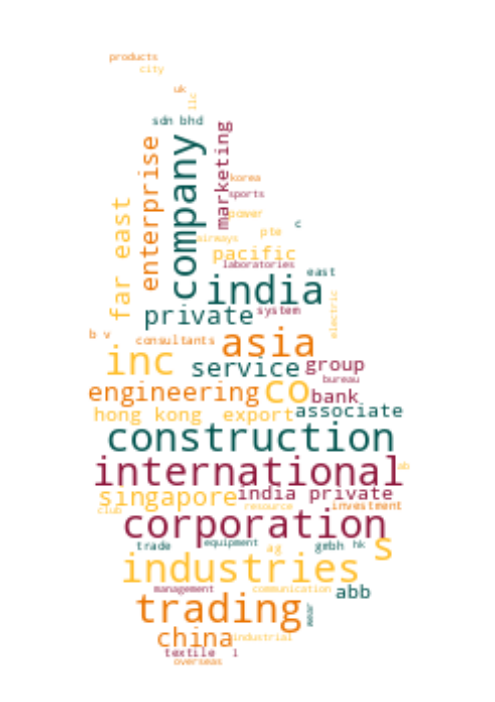 products
city
uk
llc
sdn bhd
company
marketing
enterprise
korea
sports
far east
power
c
pte
airways
pacific
laboratories
east
india
electric
private
system
b v
consultants
asia
inc
service
group
bureau
engineering
co
bank
hong kong
export
associate
construction
international
ab
singapore
india private
club
resource
investment
corporation
s
trade
equipment
ag
gmbh
hk
industries
management
communication
abb
trading
wear
china
industrial
textile
l
overseas